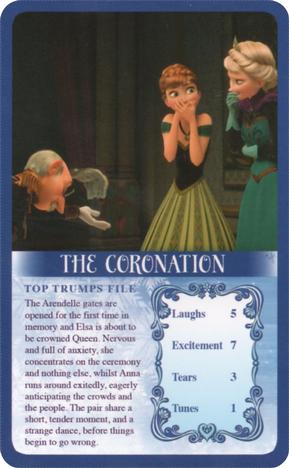 THE CORONATION
TOP TRUMPS FILE
The Arendelle gates are
opened for the first time in
memory and Elsa is about to
be crowned Queen. Nervous
and full of anxiety, she
concentrates on the ceremony
and nothing else, whilst Anna
runs around exitedly, eagerly
anticipating the crowds and
the people. The pair share a
short, tender moment, and a
strange dance, before things
begin to go wrong.
Laughs 5
Excitement 7
Tears 3
Tunes 1